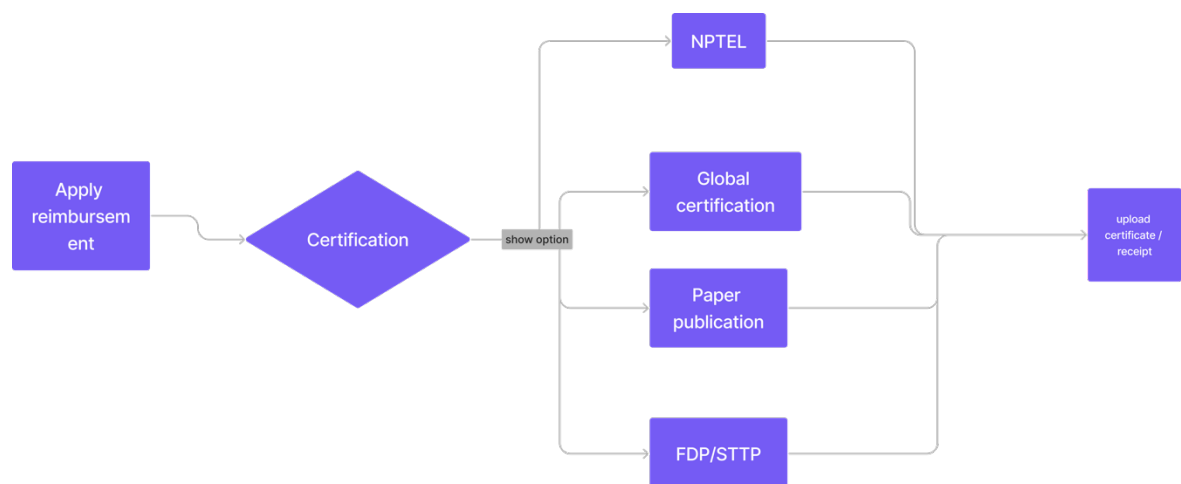 NPTEL
Apply
reimbursem
ent
Certification
show option
Global
certification
Paper
publication
FDP/STTP
upload
certificate /
receipt